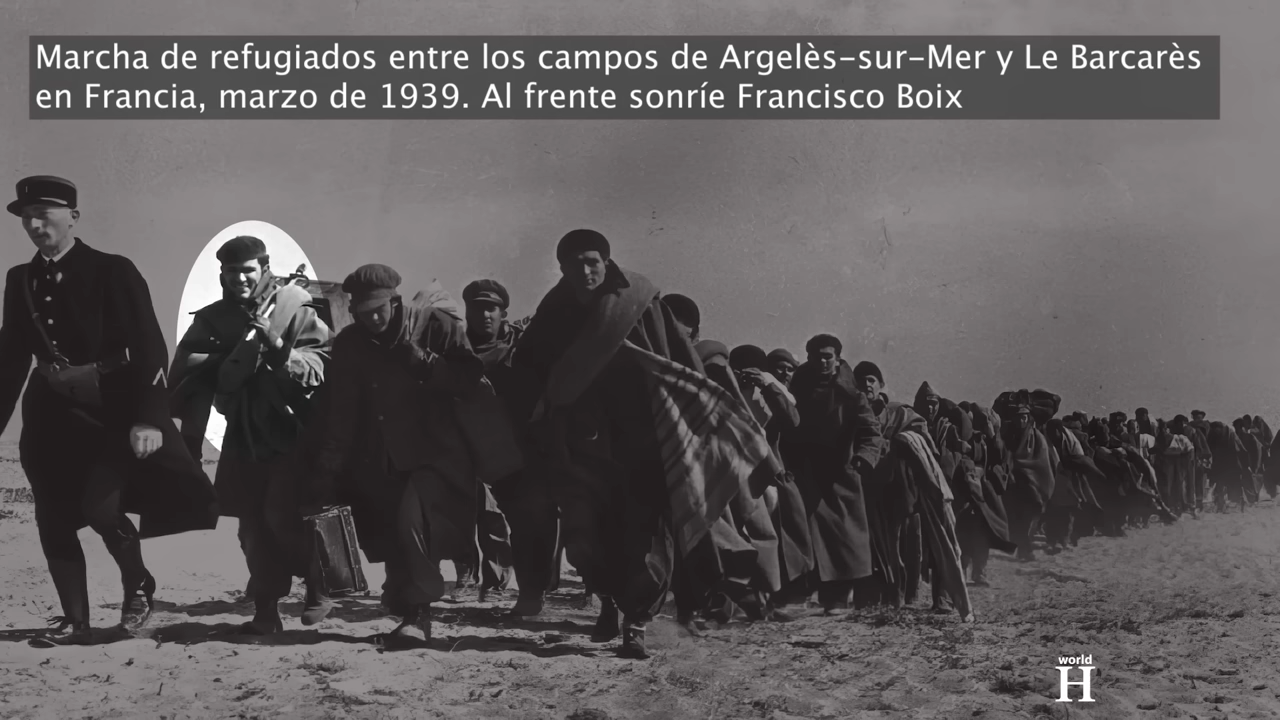 Marcha de refugiados entre los campos de Argelès-sur-Mer y Le Barcarès
en Francia, marzo de 1939. Al frente sonríe Francisco Boix
world
H